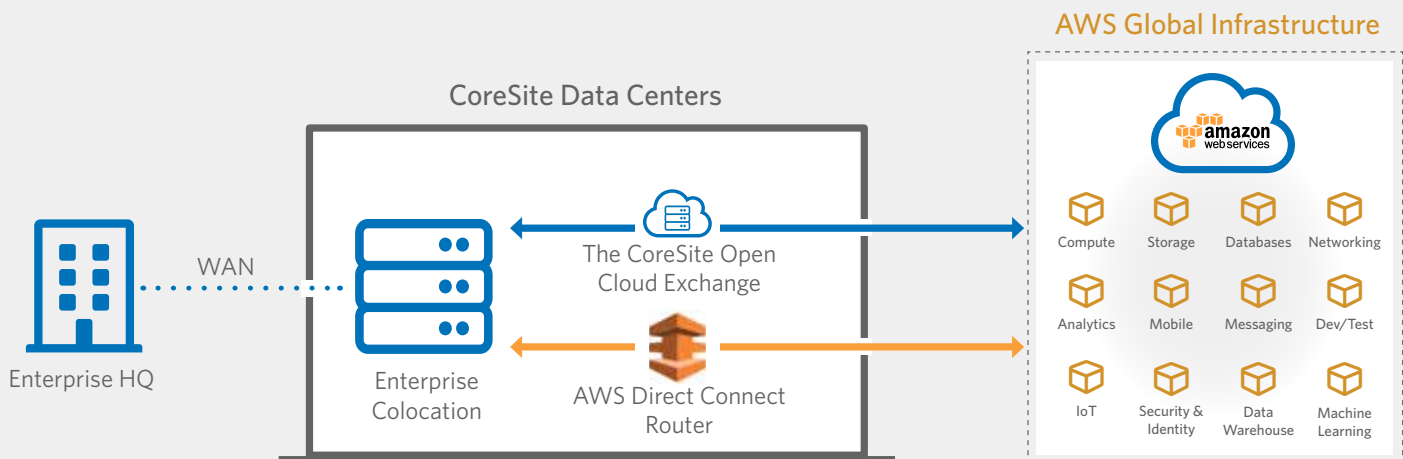 AWS Global Infrastructure
CoreSite Data Centers
amazon
web services
WAN
Enterprise HQ
Enterprise
Colocation
The CoreSite Open
Cloud Exchange
AWS Direct Connect
Router
Compute
Storage
Databases
Networking
Analytics
Mobile
Messaging
Dev/Test
IoT
Security &
Identity
Data
Warehouse
Machine
Learning